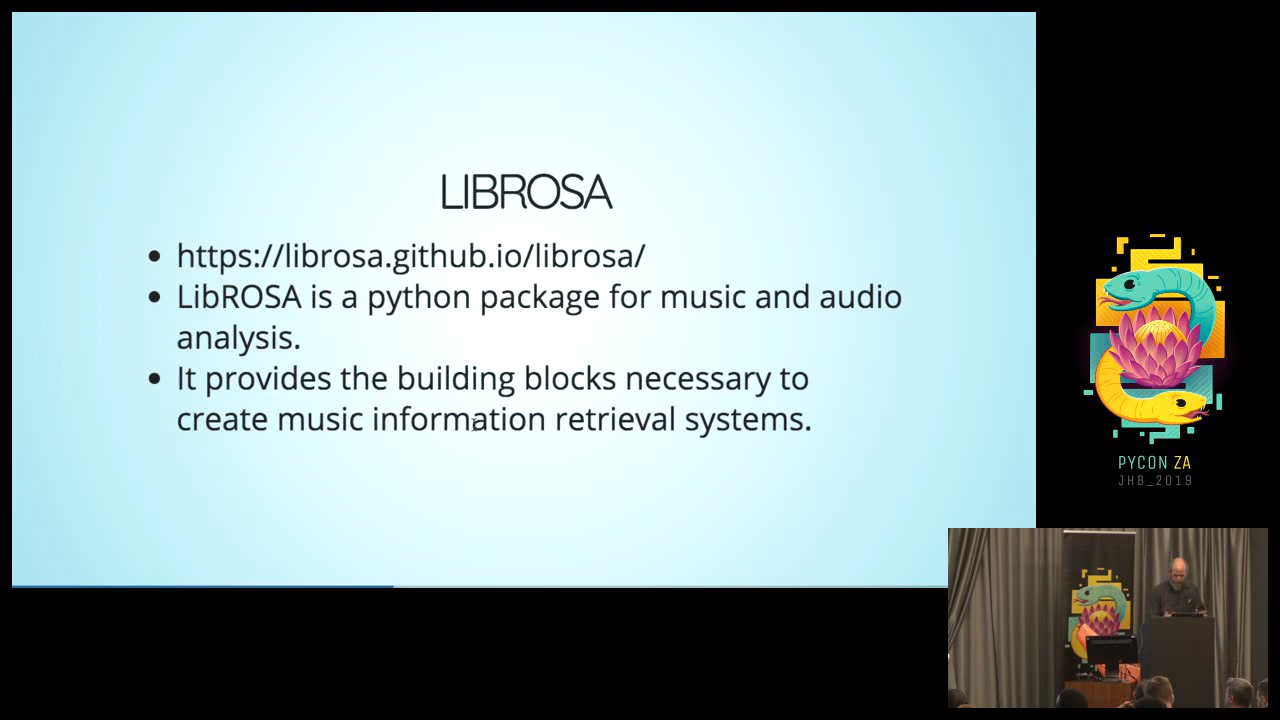 LIBROSA
https://librosa.github.io/librosa/
LibROSA is a python package for music and audio
analysis.
It provides the building blocks necessary to
create music information retrieval systems.
PYCON ZA
JHB_2019